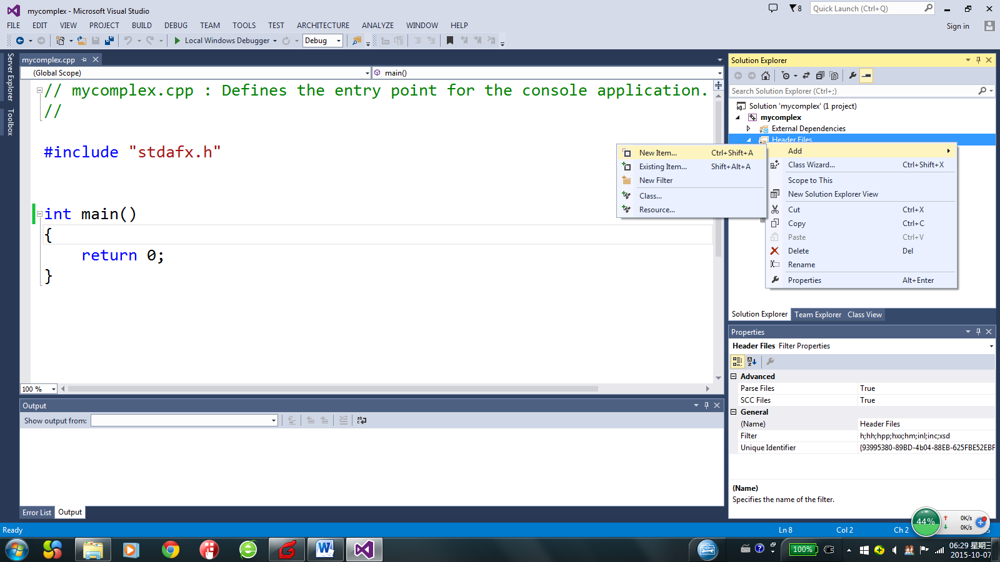 mycomplex - Microsoft Visual Studio
8
Quick Launch (Ctrl+Q)
FILE EDIT VIEW PROJECT BUILD DEBUG TEAM TOOLS TEST ARCHITECTURE ANALYZE WINDOW HELP
Sign in
Local Windows Debugger
Debug
Server Explorer
Toolbox
mycomplex.cpp
(Global Scope)
main()
// mycomplex.cpp : Defines the entry point for the console application.
//
#include "stdafx.h"
int main()
{
return 0;
}
100 %
Solution Explorer
Search Solution Explorer (Ctrl+;)
Solution 'mycomplex' (1 project)
mycomplex
External Dependencies
Header Files
New Item... Ctrl+Shift+A
Existing Item... Shift+Alt+A
New Filter
Class...
Resource...
Add
Class Wizard... Ctrl+Shift+X
Scope to This
New Solution Explorer View
Cut Ctrl+X
Copy Ctrl+C
Paste Ctrl+V
Delete Del
Rename
Properties Alt+Enter
Solution Explorer Team Explorer Class View
Properties
Header Files Filter Properties
Advanced
Parse Files True
SCC Files True
General
(Name) Header Files
Filter h;hh;hpp;hxx;hm;inl;inc;xsd
Unique Identifier {93995380-89BD-4b04-88EB-625FBE52EBF
(Name)
Specifies the name of the filter.
Output
Show output from:
Error List Output
Ready
Ln 8 Col 2 Ch 2
44%
0K/s
0K/s
100%
06:29 星期三
2015-10-07